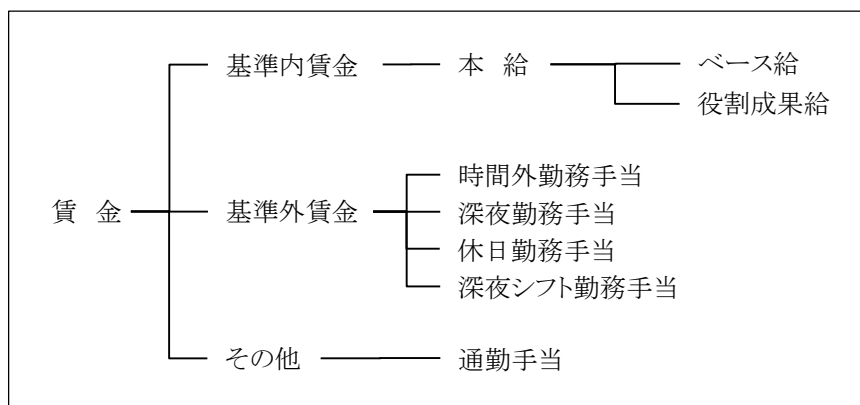 基準内賃金 本 給 ベース給
役割成果給
時間外勤務手当
賃 金 基準外賃金 深夜勤務手当
休日勤務手当
深夜シフト勤務手当
その他 通勤手当